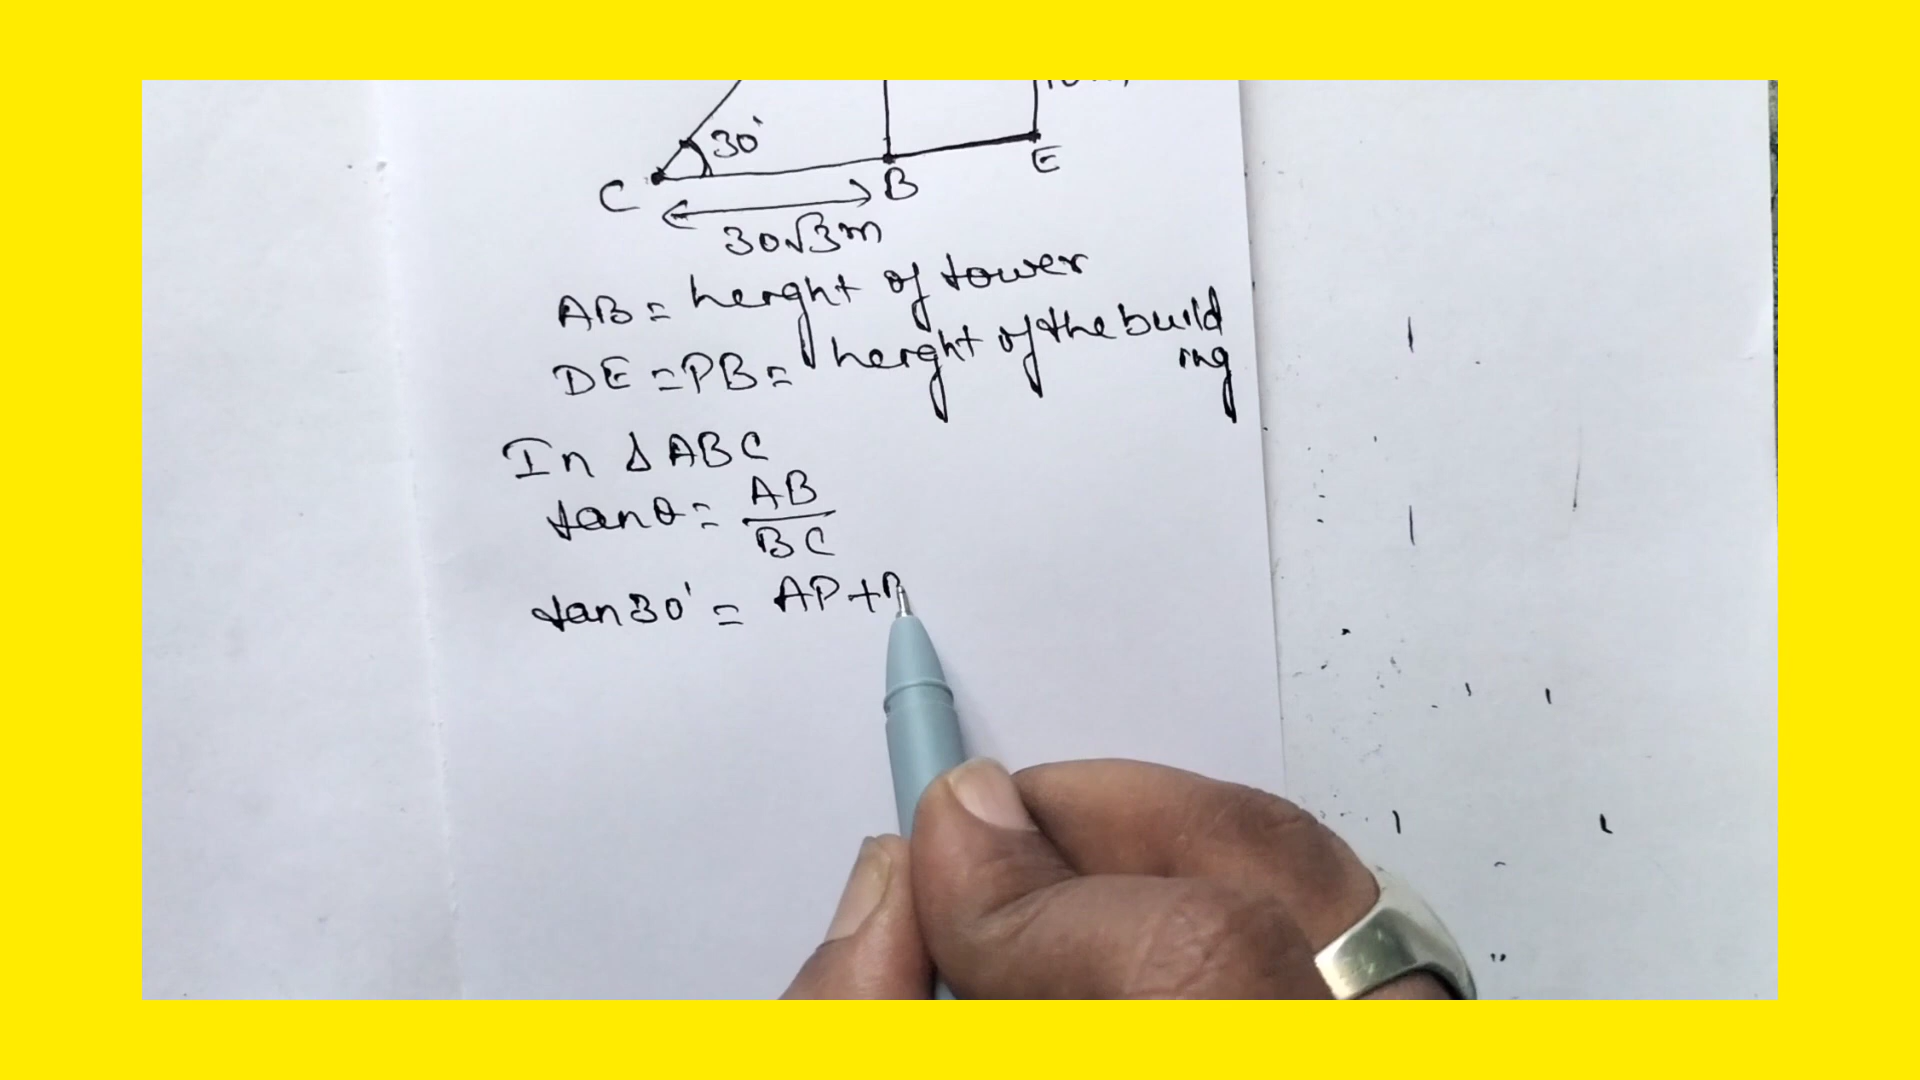 30°
C
B
E
30√3m
AB = height of tower
DE = PB = height of the build
ing
In Δ ABC
tanθ = AB/BC
tan30° = AP+